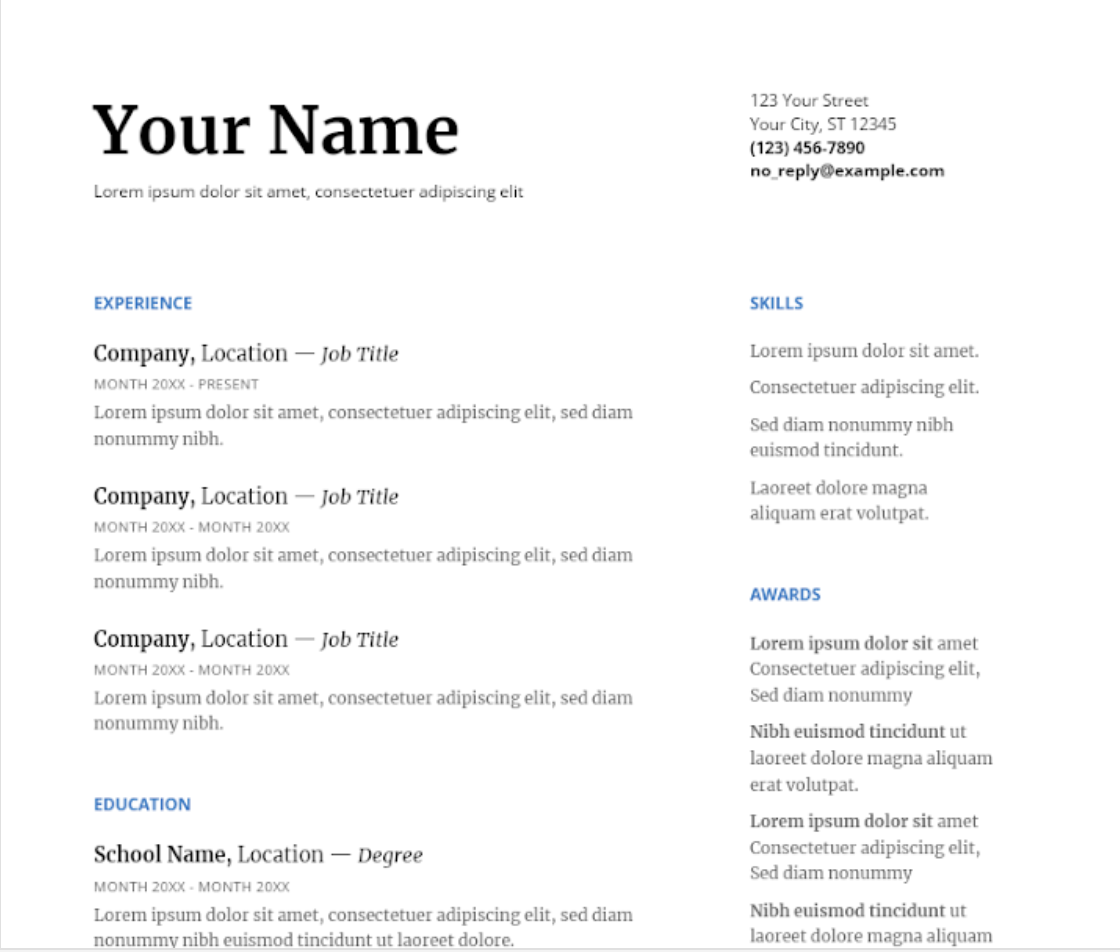 Your Name
Lorem ipsum dolor sit amet, consectetuer adipiscing elit
123 Your Street
Your City, ST 12345
(123) 456-7890
no_reply@example.com
EXPERIENCE
Company, Location — Job Title
MONTH 20XX - PRESENT
Lorem ipsum dolor sit amet, consectetuer adipiscing elit, sed diam
nonummy nibh.
Company, Location — Job Title
MONTH 20XX - MONTH 20XX
Lorem ipsum dolor sit amet, consectetuer adipiscing elit, sed diam
nonummy nibh.
Company, Location — Job Title
MONTH 20XX - MONTH 20XX
Lorem ipsum dolor sit amet, consectetuer adipiscing elit, sed diam
nonummy nibh.
EDUCATION
School Name, Location — Degree
MONTH 20XX - MONTH 20XX
Lorem ipsum dolor sit amet, consectetuer adipiscing elit, sed diam
nonummy nibh euismod tincidunt ut laoreet dolore.
SKILLS
Lorem ipsum dolor sit amet.
Consectetuer adipiscing elit.
Sed diam nonummy nibh
euismod tincidunt.
Laoreet dolore magna
aliquam erat volutpat.
AWARDS
Lorem ipsum dolor sit amet
Consectetuer adipiscing elit,
Sed diam nonummy
Nibh euismod tincidunt ut
laoreet dolore magna aliquam
erat volutpat.
Lorem ipsum dolor sit amet
Consectetuer adipiscing elit,
Sed diam nonummy
Nibh euismod tincidunt ut
laoreet dolore magna aliquam